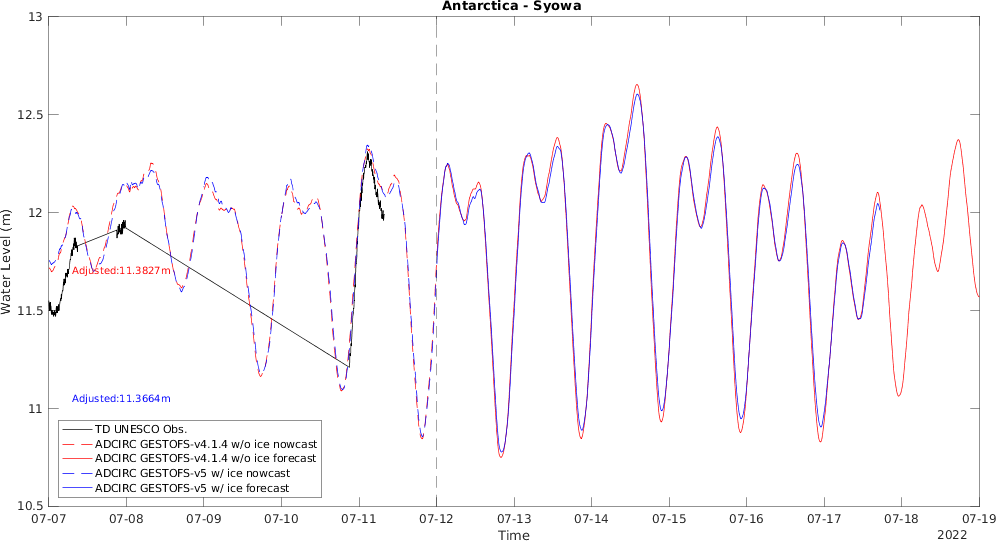 Antarctica - Syowa
13
12.5
12
11.5
11
10.5
Water Level (m)
Adjusted:11.3827m
Adjusted:11.3664m
TD UNESCO Obs.
ADCIRC GESTOFS-v4.1.4 w/o ice nowcast
ADCIRC GESTOFS-v4.1.4 w/o ice forecast
ADCIRC GESTOFS-v5 w/ ice nowcast
ADCIRC GESTOFS-v5 w/ ice forecast
07-07 07-08 07-09 07-10 07-11 07-12 07-13 07-14 07-15 07-16 07-17 07-18 07-19
Time
2022